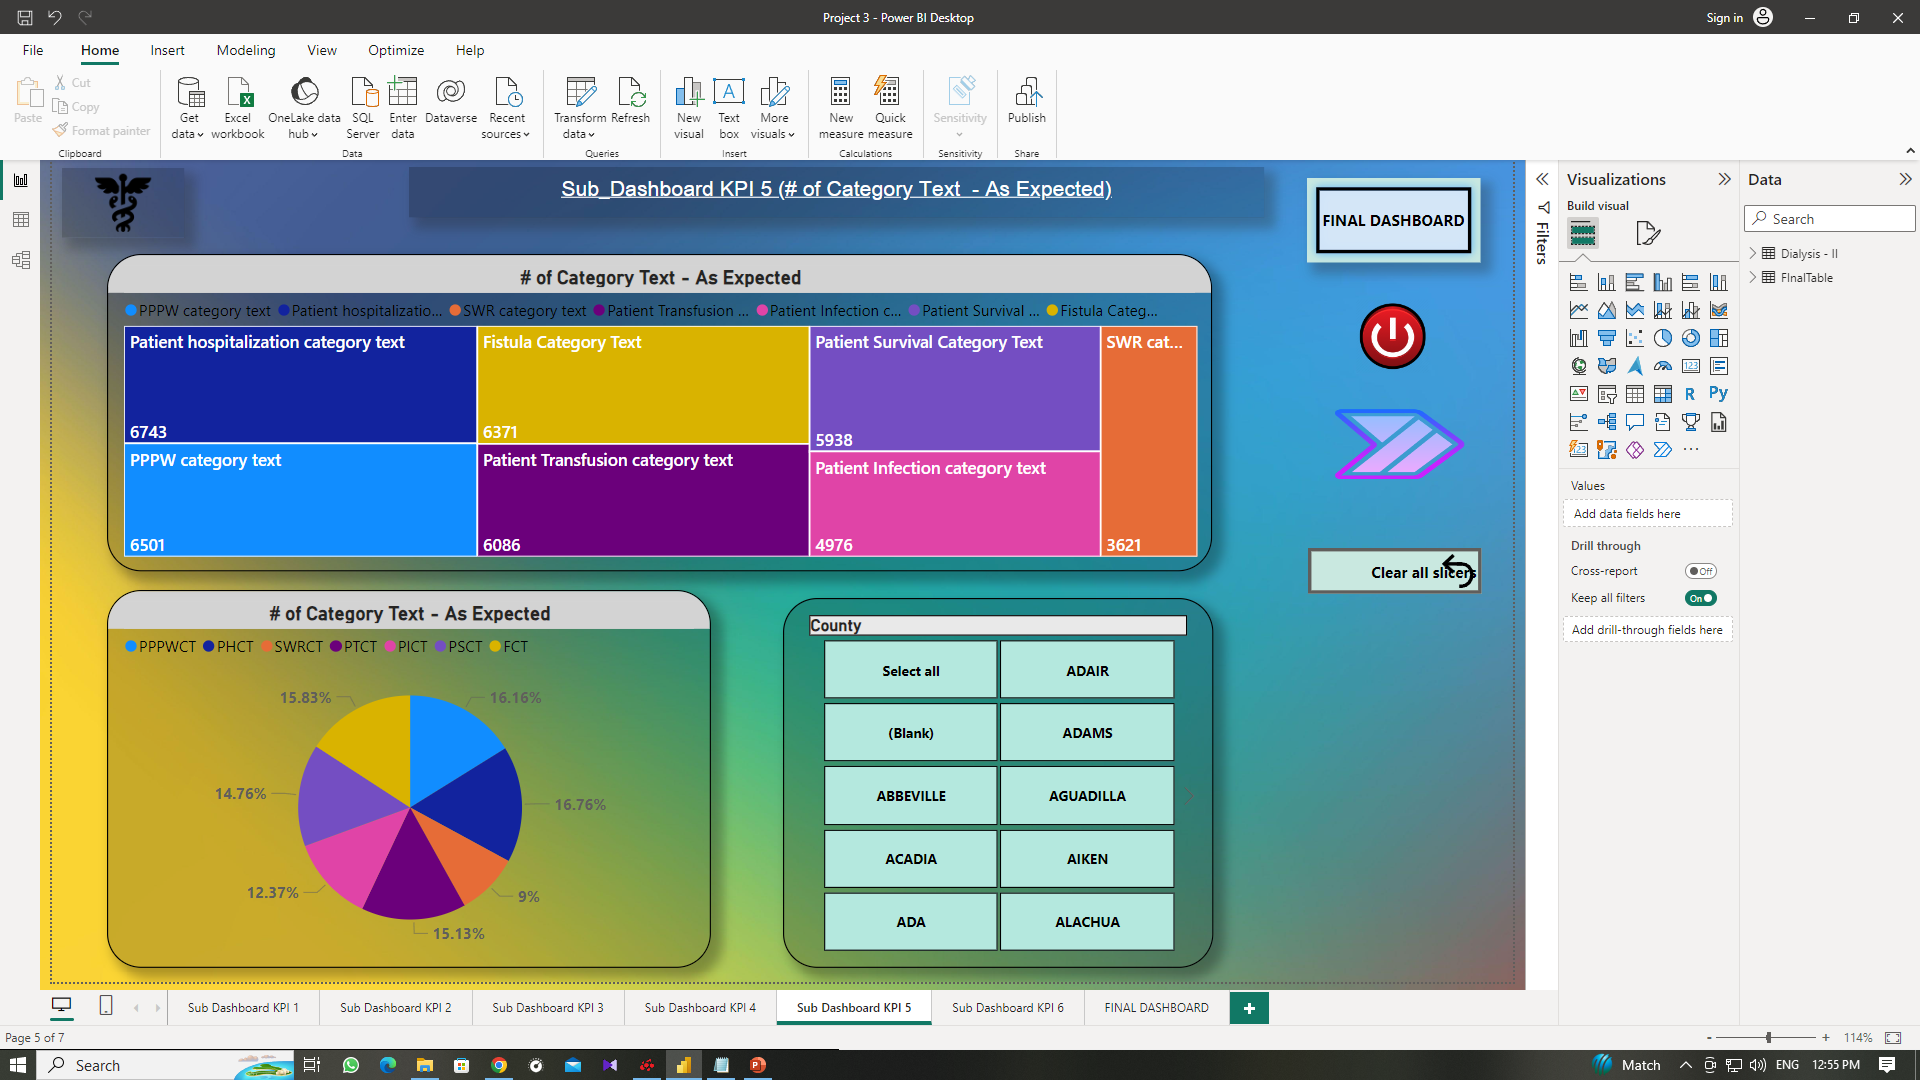 Project 3 - Power BI Desktop
Sign in
File
Home
Insert
Modeling
View
Optimize
Help
Paste
Cut
Copy
Format painter
Clipboard
Get data
Excel workbook
OneLake data hub
SQL Server
Enter data
Dataverse
Recent sources
Data
Transform data
Refresh
Queries
New visual
Text box
More visuals
Insert
New measure
Quick measure
Calculations
Sensitivity
Sensitivity
Publish
Share
Sub_Dashboard KPI 5 (# of Category Text - As Expected)
FINAL DASHBOARD
# of Category Text - As Expected
PPPW category text
Patient hospitalizatio...
SWR category text
Patient Transfusion ...
Patient Infection c...
Patient Survival ...
Fistula Categ...
Patient hospitalization category text
6743
Fistula Category Text
6371
Patient Survival Category Text
5938
SWR cat...
3621
PPPW category text
6501
Patient Transfusion category text
6086
Patient Infection category text
4976
Clear all slicers
# of Category Text - As Expected
PPPWCT
PHCT
SWRCT
PTCT
PICT
PSCT
FCT
15.83%
16.16%
14.76%
16.76%
12.37%
9%
15.13%
County
Select all
ADAIR
(Blank)
ADAMS
ABBEVILLE
AGUADILLA
ACADIA
AIKEN
ADA
ALACHUA
Filters
Visualizations
Build visual
123
R
Py
123
Values
Add data fields here
Drill through
Cross-report
Off
Keep all filters
On
Add drill-through fields here
Data
Search
Dialysis - II
FInalTable
Sub Dashboard KPI 1
Sub Dashboard KPI 2
Sub Dashboard KPI 3
Sub Dashboard KPI 4
Sub Dashboard KPI 5
Sub Dashboard KPI 6
FINAL DASHBOARD
Page 5 of 7
114%
Search
Match
ENG
12:55 PM